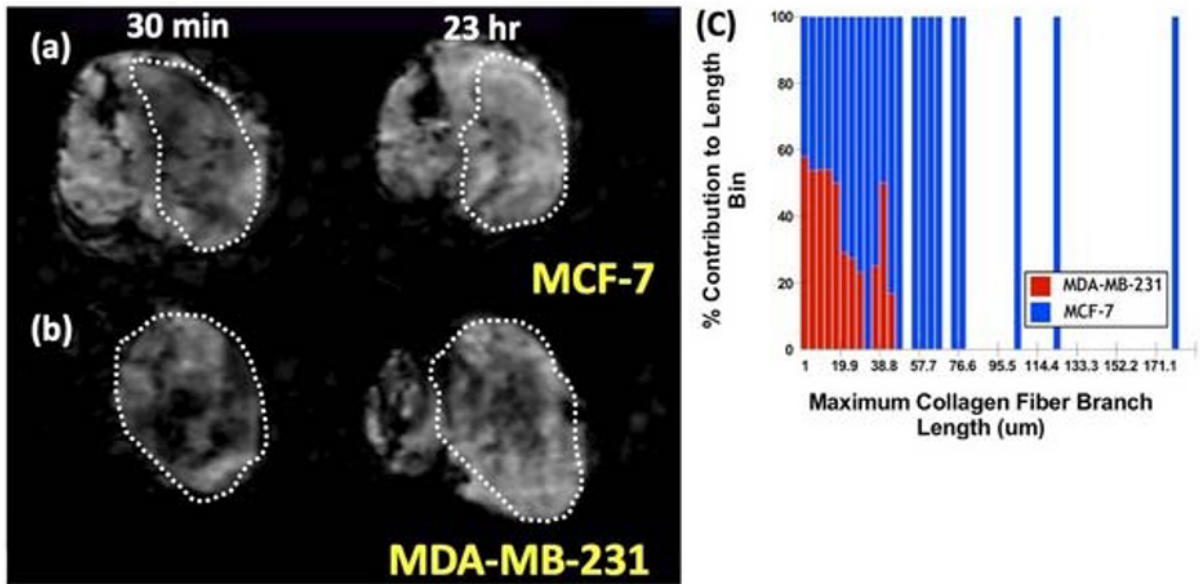 30 min
23 hr
(a)
MCF-7
(b)
MDA-MB-231
(C)
% Contribution to Length
Bin
100
80
60
40
20
0
MDA-MB-231
MCF-7
1 19.9 38.8 57.7 76.6 95.5 114.4 133.3 152.2 171.1
Maximum Collagen Fiber Branch
Length (um)